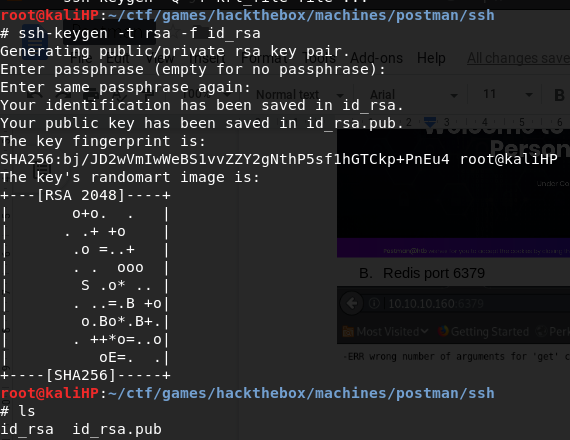 root@kaliHP:~/ctf/games/hackthebox/machines/postman/ssh
# ssh-keygen -t rsa -f id_rsa
Generating public/private rsa key pair.
Enter passphrase (empty for no passphrase):
Enter same passphrase again:
Your identification has been saved in id_rsa.
Your public key has been saved in id_rsa.pub.
The key fingerprint is:
SHA256:bj/JD2wVmIwWeBS1vvZZY2gNthP5sf1hGTCkp+PnEu4 root@kaliHP
The key's randomart image is:
+---[RSA 2048]----+
|       o+o.  .   |
|      . .+ +o    |
|       .o =..+   |
|       . .  ooo  |
|        S .o* .. |
|       . ..=.B +o|
|        o.Bo*.B+.|
|       . ++*o=..o|
|          oE=.  .|
+----[SHA256]-----+
root@kaliHP:~/ctf/games/hackthebox/machines/postman/ssh
# ls
id_rsa  id_rsa.pub
Add-ons Help All changes saved
Normal text Arial 11 B
Welcome to
Person
B. Redis port 6379
10.10.10.160:6379
Most Visited Getting Started
-ERR wrong number of arguments for 'get' c